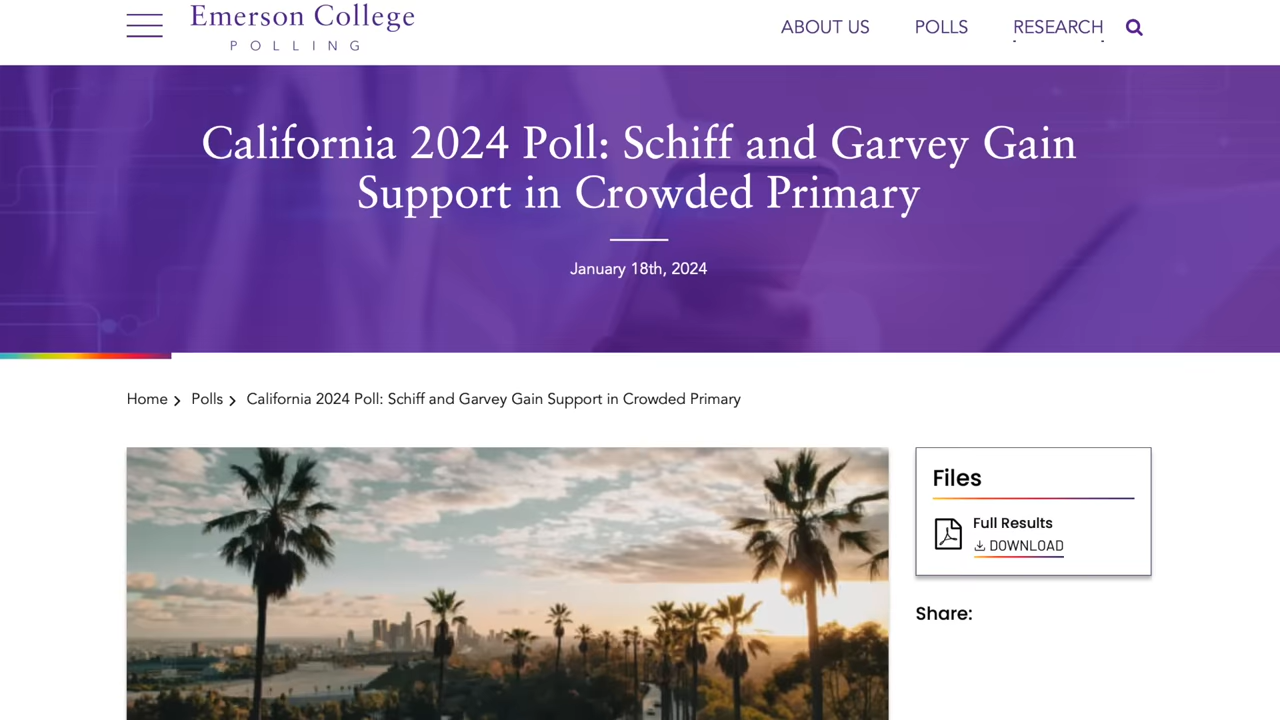 Emerson College
POLLING
ABOUT US
POLLS
RESEARCH
California 2024 Poll: Schiff and Garvey Gain
Support in Crowded Primary
January 18th, 2024
Home
Polls
California 2024 Poll: Schiff and Garvey Gain Support in Crowded Primary
Files
Full Results
DOWNLOAD
Share: